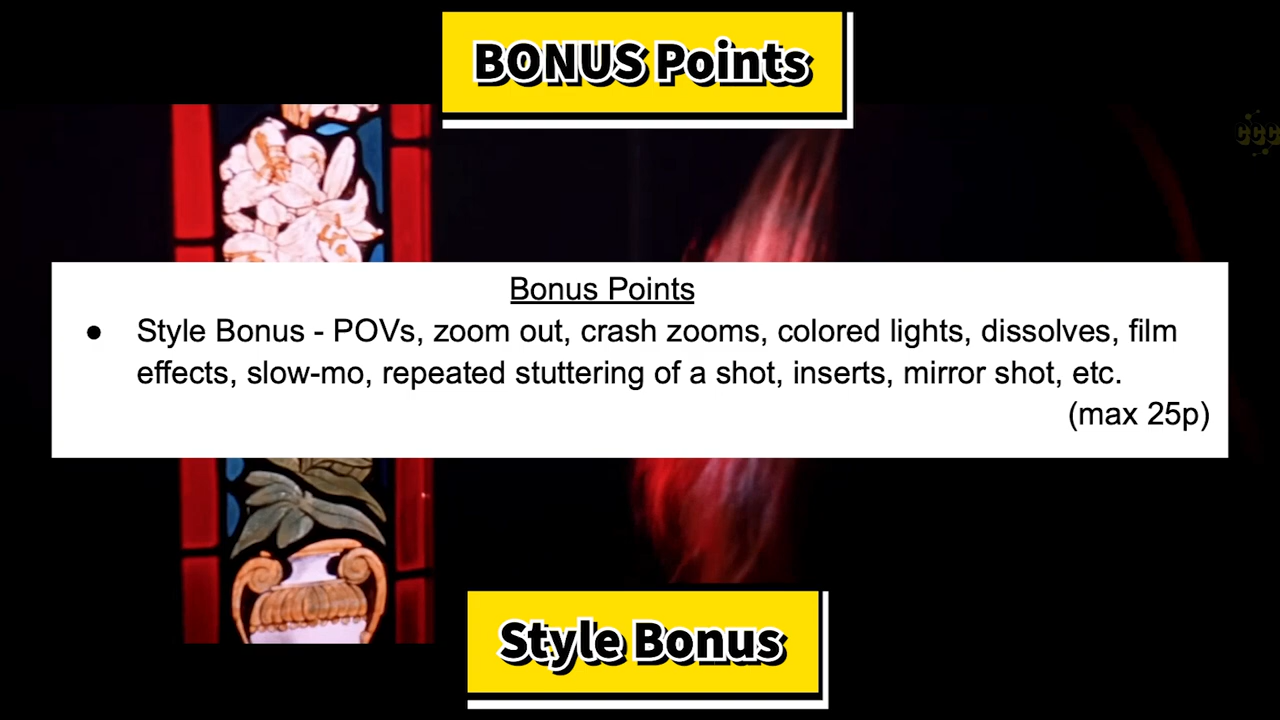 BONUS Points
CCC
Bonus Points
● Style Bonus - POVs, zoom out, crash zooms, colored lights, dissolves, film
effects, slow-mo, repeated stuttering of a shot, inserts, mirror shot, etc.
(max 25p)
Style Bonus